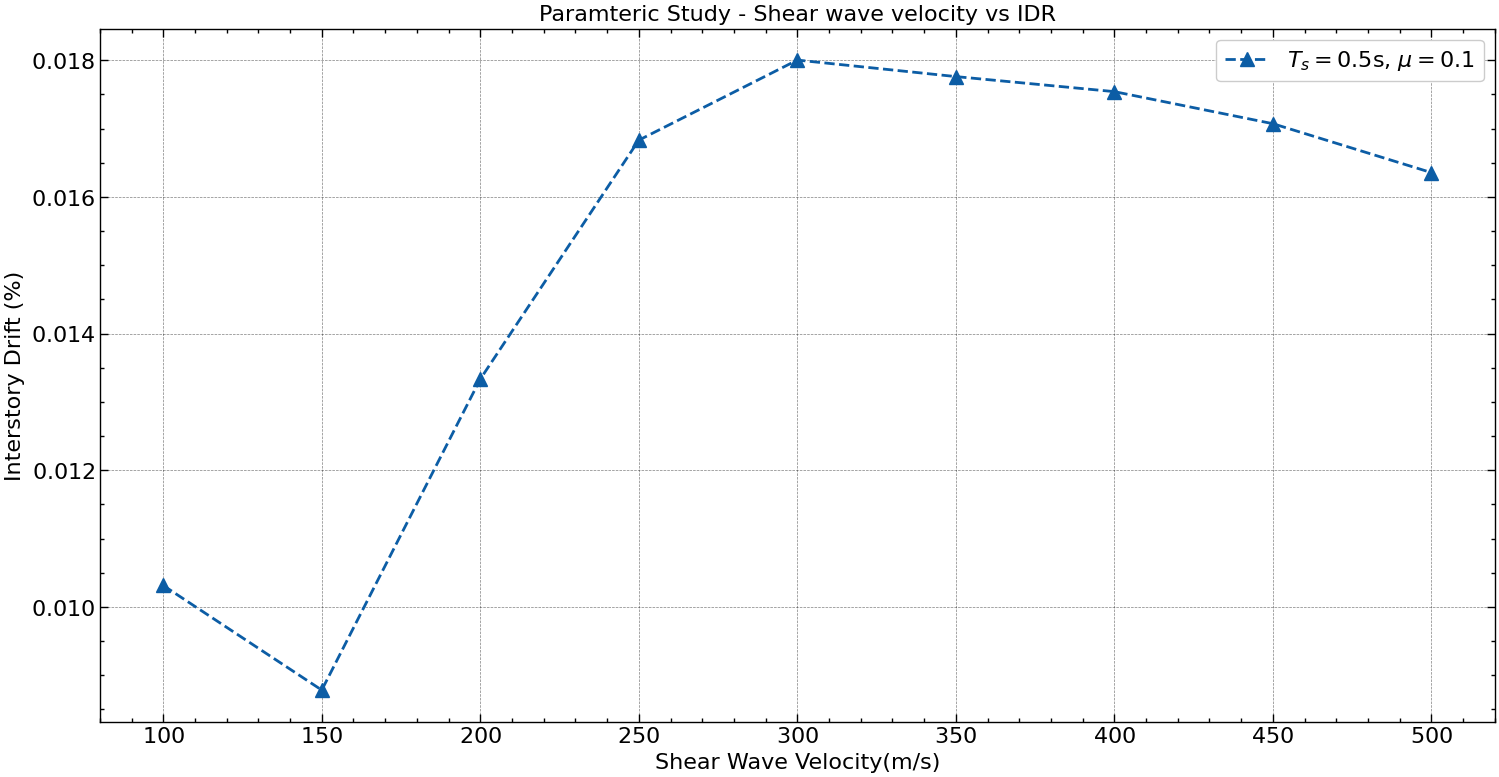 Paramteric Study - Shear wave velocity vs IDR
T_s = 0.5s, μ = 0.1
Interstory Drift (%)
0.018
0.016
0.014
0.012
0.010
100 150 200 250 300 350 400 450 500
Shear Wave Velocity(m/s)